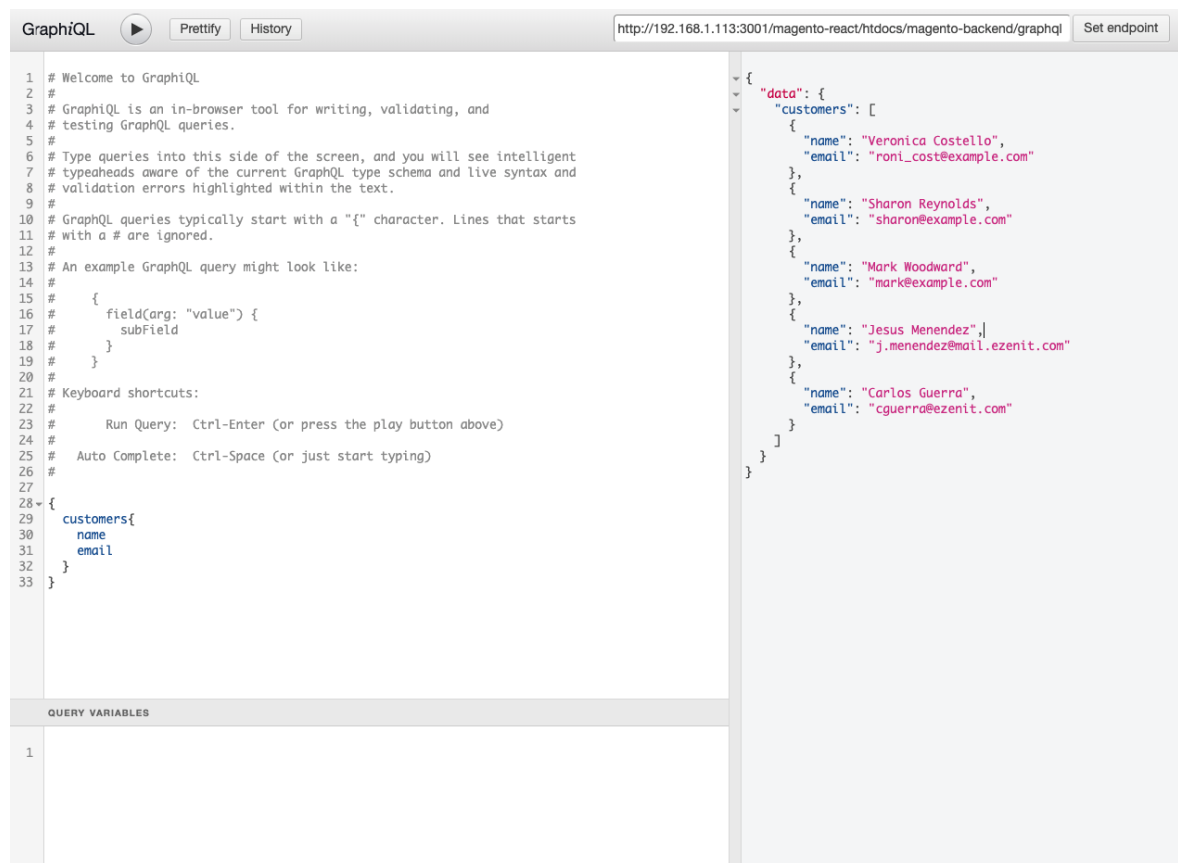 GraphiQL
Prettify
History
http://192.168.1.113:3001/magento-react/htdocs/magento-backend/graphql
Set endpoint
1 # Welcome to GraphiQL
2 #
3 # GraphiQL is an in-browser tool for writing, validating, and
4 # testing GraphQL queries.
5 #
6 # Type queries into this side of the screen, and you will see intelligent
7 # typeaheads aware of the current GraphQL type schema and live syntax and
8 # validation errors highlighted within the text.
9 #
10 # GraphQL queries typically start with a "{" character. Lines that starts
11 # with a # are ignored.
12 #
13 # An example GraphQL query might look like:
14 #
15 #     {
16 #       field(arg: "value") {
17 #         subField
18 #       }
19 #     }
20 #
21 # Keyboard shortcuts:
22 #
23 #       Run Query:  Ctrl-Enter (or press the play button above)
24 #
25 #   Auto Complete:  Ctrl-Space (or just start typing)
26 #
27
28 {
29   customers{
30     name
31     email
32   }
33 }
QUERY VARIABLES
1
{
  "data": {
    "customers": [
      {
        "name": "Veronica Costello",
        "email": "roni_cost@example.com"
      },
      {
        "name": "Sharon Reynolds",
        "email": "sharon@example.com"
      },
      {
        "name": "Mark Woodward",
        "email": "mark@example.com"
      },
      {
        "name": "Jesus Menendez",
        "email": "j.menendez@mail.ezenit.com"
      },
      {
        "name": "Carlos Guerra",
        "email": "cguerra@ezenit.com"
      }
    ]
  }
}